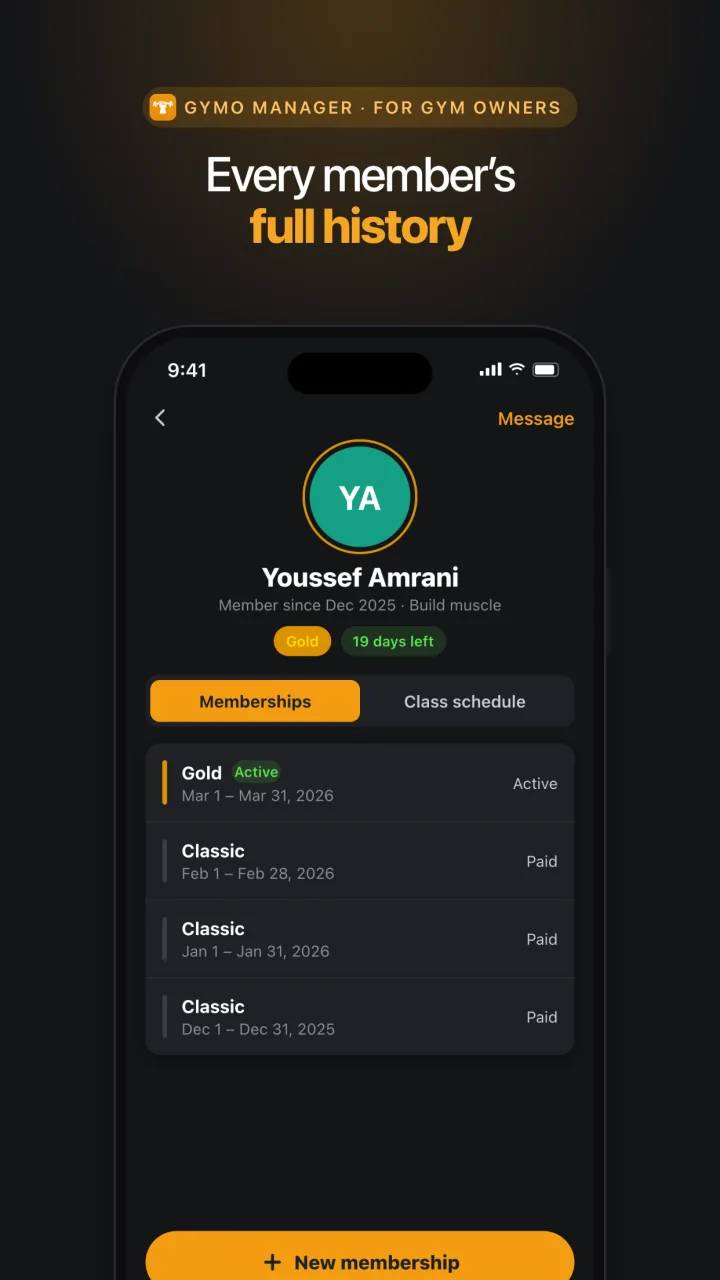 GYMO MANAGER · FOR GYM OWNERS
Every member’s
full history
9:41
Message
YA
Youssef Amrani
Member since Dec 2025 · Build muscle
Gold
19 days left
Memberships
Class schedule
Gold Active
Mar 1 – Mar 31, 2026
Active
Classic
Feb 1 – Feb 28, 2026
Paid
Classic
Jan 1 – Jan 31, 2026
Paid
Classic
Dec 1 – Dec 31, 2025
Paid
+ New membership